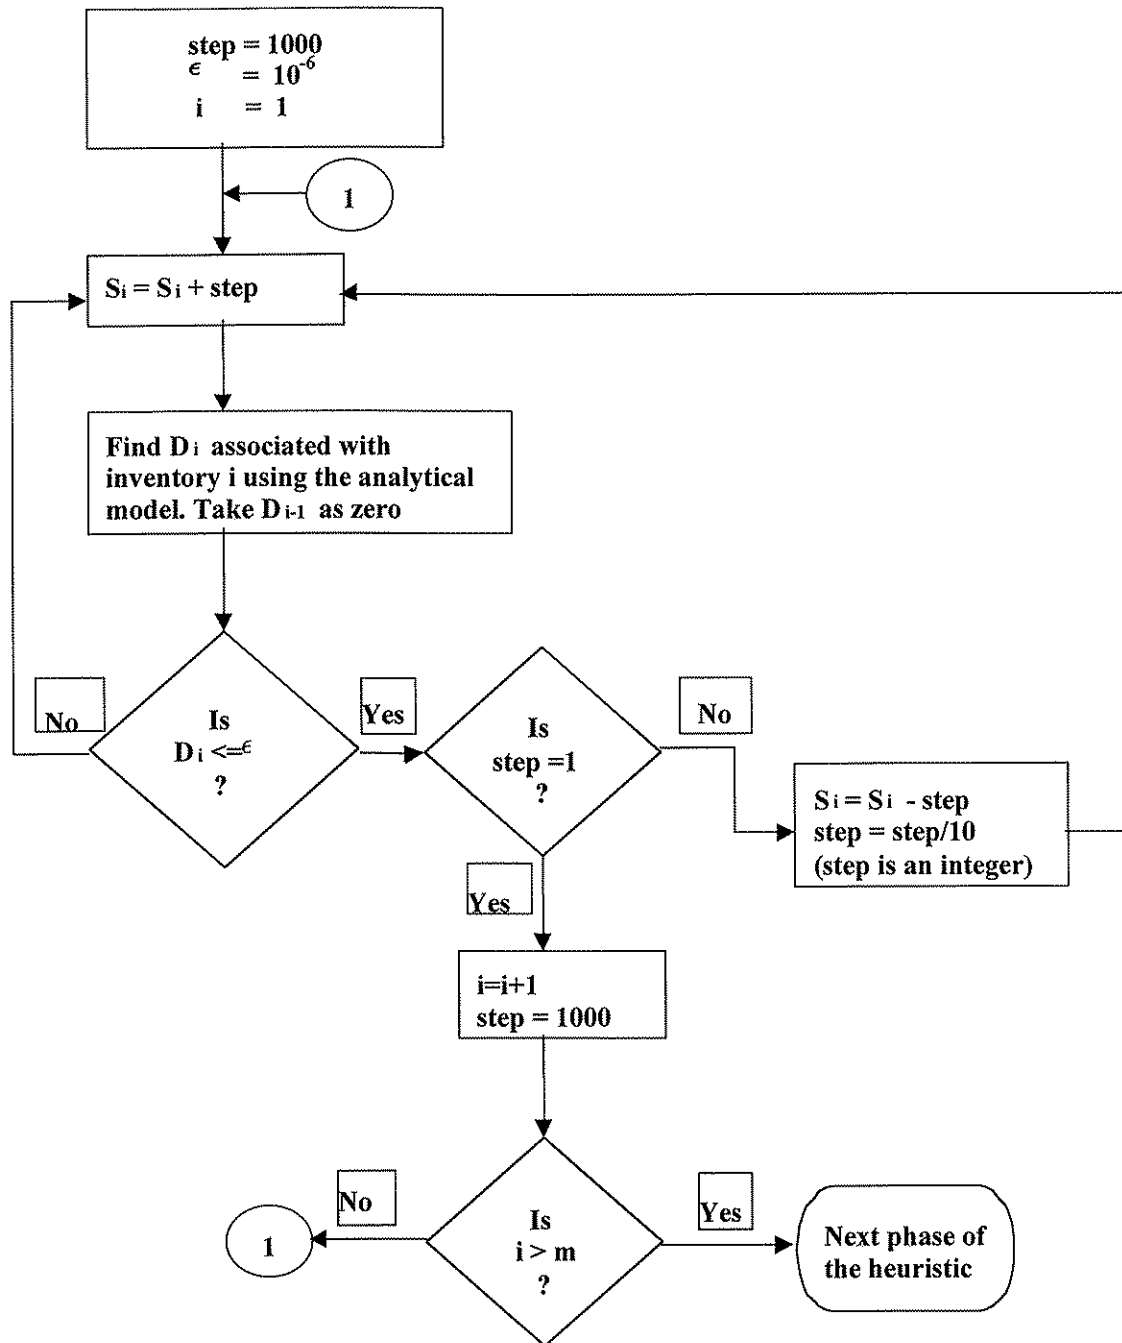 step = 1000
ϵ = 10⁻⁶
i = 1
1
Si = Si + step
Find Di associated with
inventory i using the analytical
model. Take Di-1 as zero
No
Is
Di <=ϵ
?
Yes
Is
step =1
?
No
Si = Si - step
step = step/10
(step is an integer)
Yes
i=i+1
step = 1000
No
1
Is
i > m
?
Yes
Next phase of
the heuristic